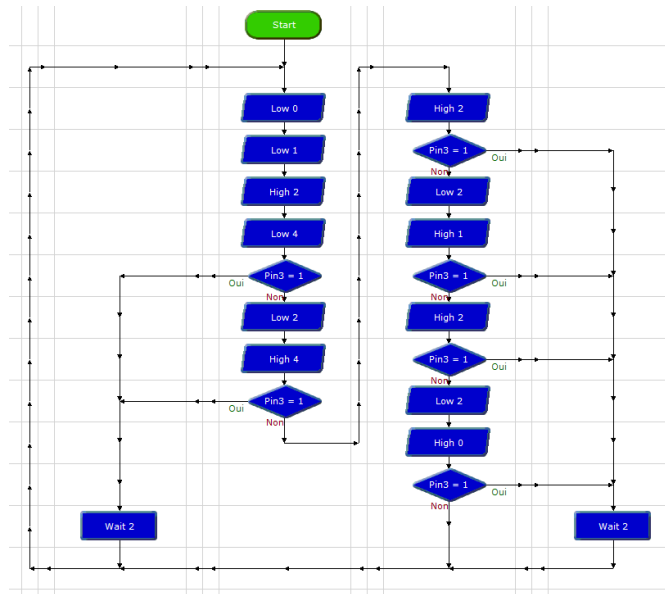 Start
Low 0
Low 1
High 2
Low 4
Pin3 = 1
Oui
Non
Low 2
High 4
Pin3 = 1
Oui
Non
Wait 2
High 2
Pin3 = 1
Oui
Non
Low 2
High 1
Pin3 = 1
Oui
Non
High 2
Pin3 = 1
Oui
Non
Low 2
High 0
Pin3 = 1
Oui
Non
Wait 2